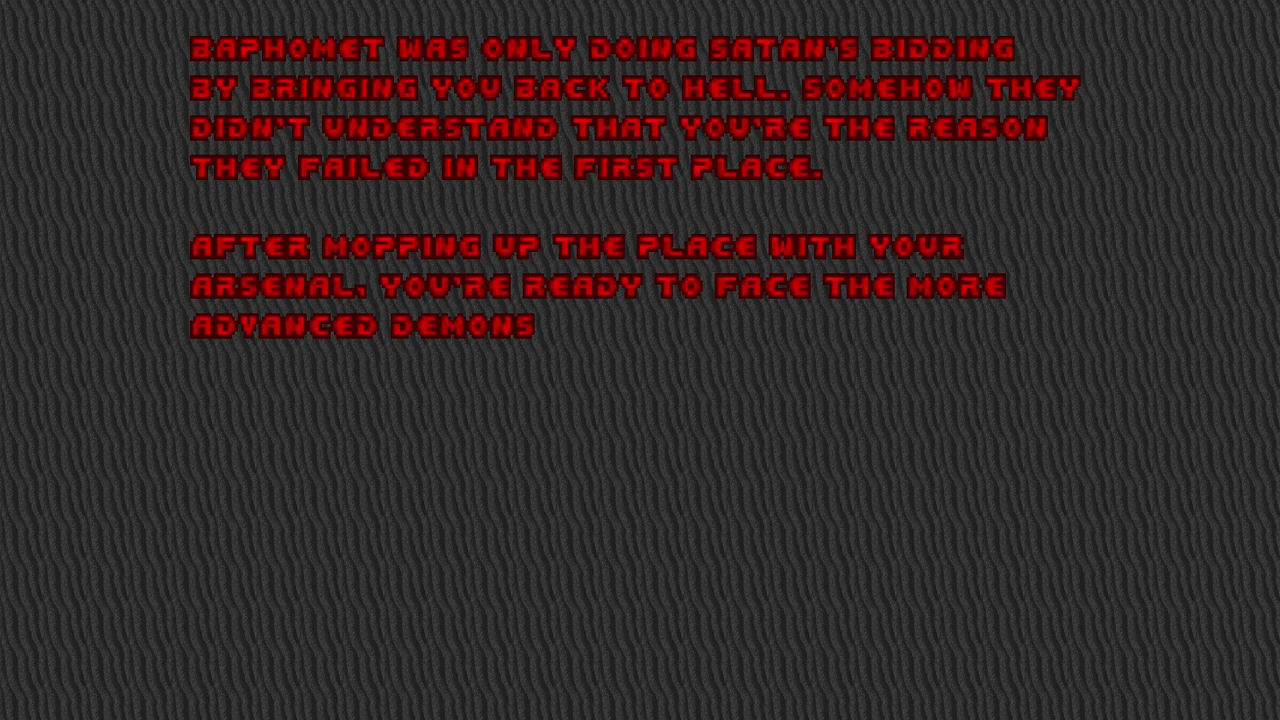 BAPHOMET WAS ONLY DOING SATAN'S BIDDING
BY BRINGING YOU BACK TO HELL. SOMEHOW THEY
DIDN'T UNDERSTAND THAT YOU'RE THE REASON
THEY FAILED IN THE FIRST PLACE.

AFTER MOPPING UP THE PLACE WITH YOUR
ARSENAL, YOU'RE READY TO FACE THE MORE
ADVANCED DEMONS